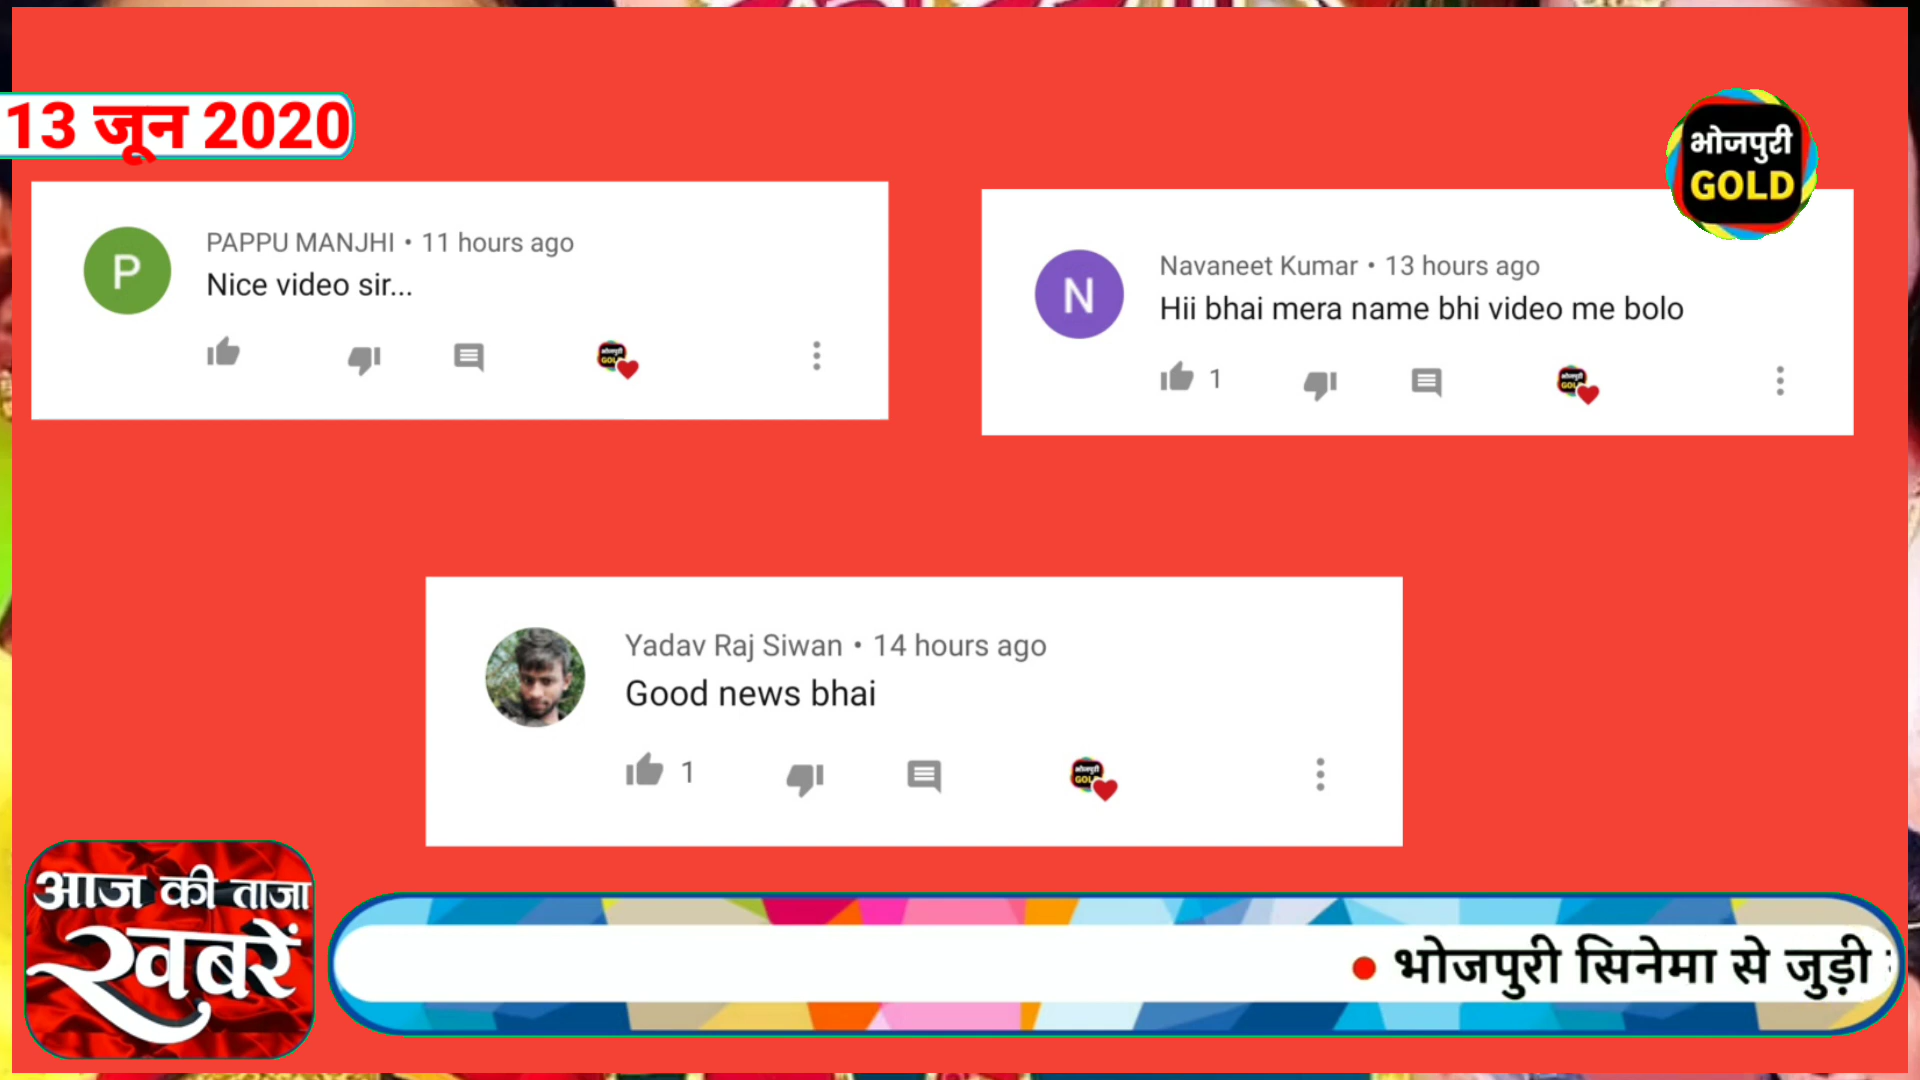 13 जून 2020
भोजपुरी
GOLD
PAPPU MANJHI • 11 hours ago
Nice video sir...
P
Navaneet Kumar • 13 hours ago
Hii bhai mera name bhi video me bolo
N
1
Yadav Raj Siwan • 14 hours ago
Good news bhai
1
आज की ताजा
खबरें
भोजपुरी सिनेमा से जुड़ी